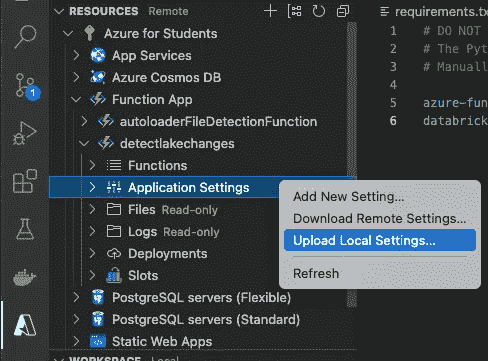 RESOURCES Remote
Azure for Students
App Services
Azure Cosmos DB
Function App
autoloaderFileDetectionFunction
detectlakechanges
Functions
Application Settings
Files Read-only
Logs Read-only
Deployments
Slots
PostgreSQL servers (Flexible)
PostgreSQL servers (Standard)
Static Web Apps
WORKSPACE Local
1
Add New Setting...
Download Remote Settings...
Upload Local Settings...
Refresh
requirements.tx
1 # DO NOT
2 # The Pyt
3 # Manuall
4
5 azure-fun
6 databrick